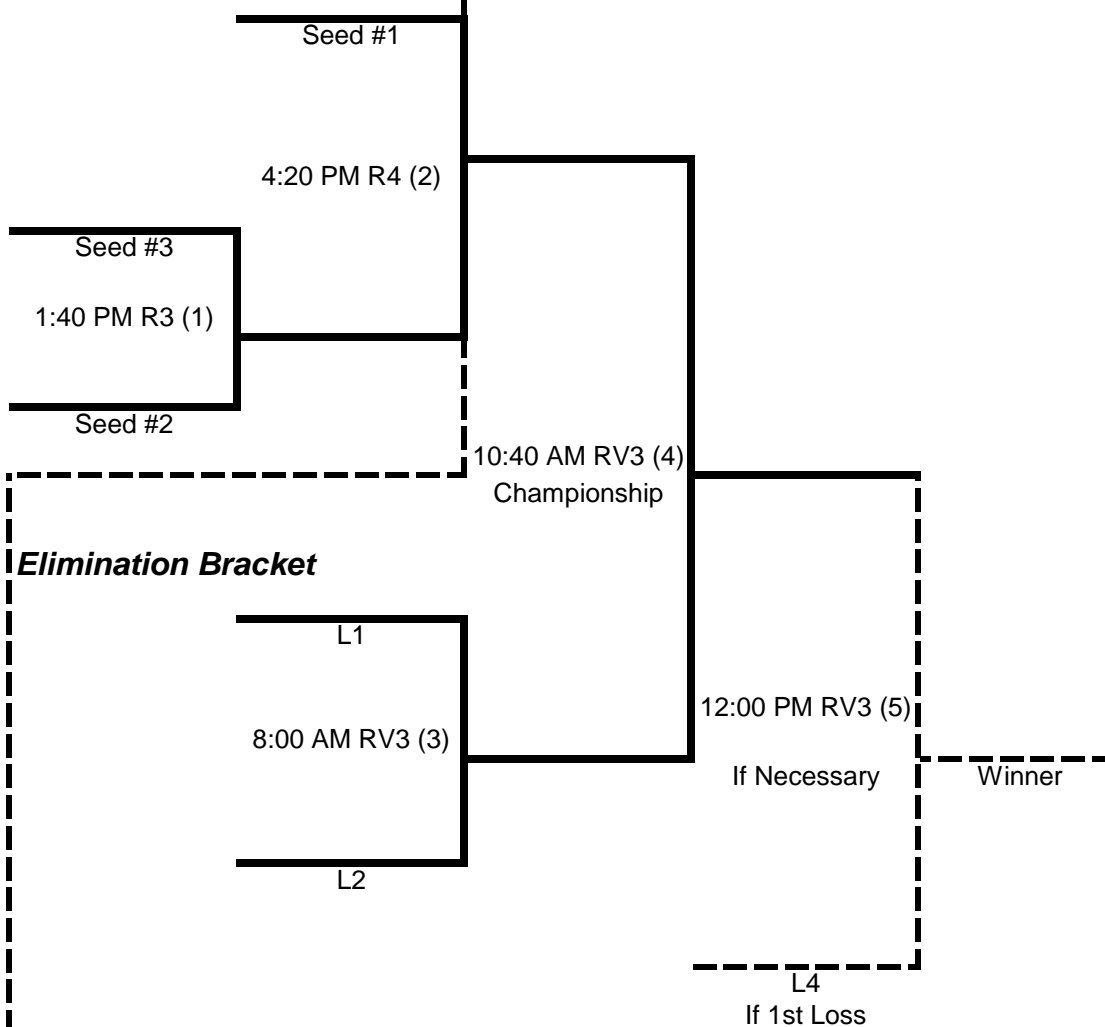 Seed #1
4:20 PM R4 (2)
Seed #3
1:40 PM R3 (1)
Seed #2
10:40 AM RV3 (4)
Championship
Elimination Bracket
L1
12:00 PM RV3 (5)
8:00 AM RV3 (3)
If Necessary
Winner
L2
L4
If 1st Loss